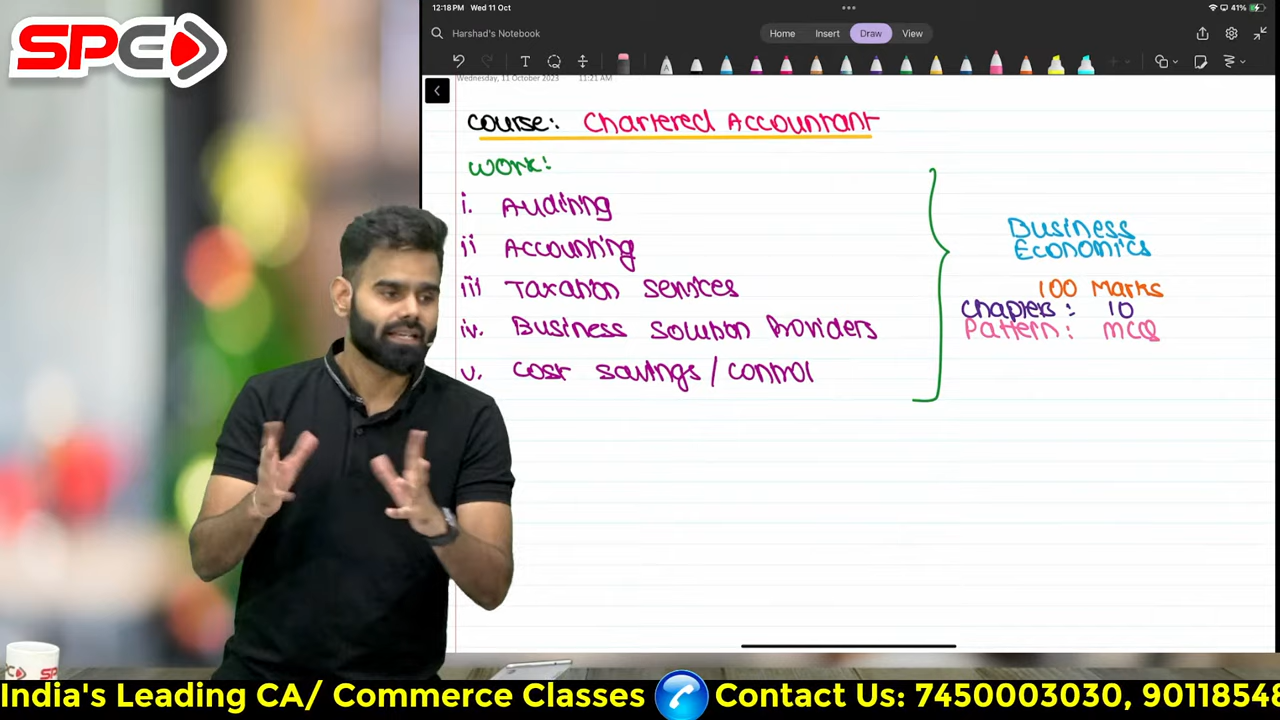 SPE
12:18 PM Wed 11 Oct
41%
Harshad's Notebook
Home Insert Draw View
Wednesday, 11 October 2023 11:21 AM
Course: Chartered Accountant
Work:
i. Auditing
ii Accounting
iii Taxation Services
iv. Business Solution Providers
v. Cost Savings / Control
Business
Economics
100 Marks
Chapters: 10
Pattern: MCQ
India's Leading CA/ Commerce Classes Contact Us: 7450003030, 90118548